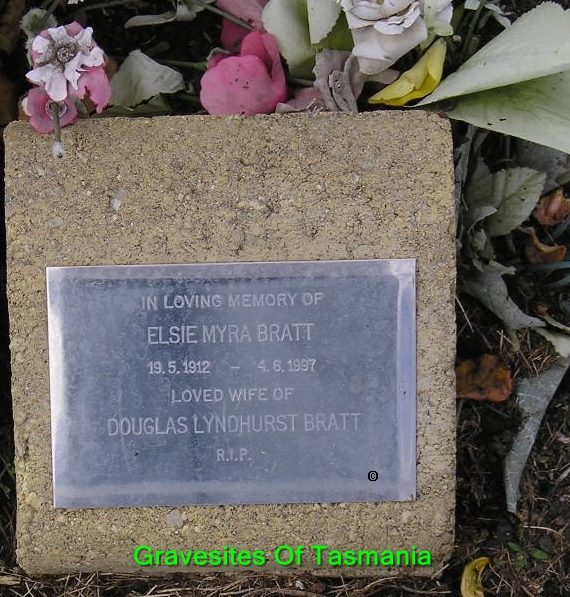 IN LOVING MEMORY OF
ELSIE MYRA BRATT
19.5.1912 – 4.6.1997
LOVED WIFE OF
DOUGLAS LYNDHURST BRATT
R.I.P.
©
Gravesites Of Tasmania